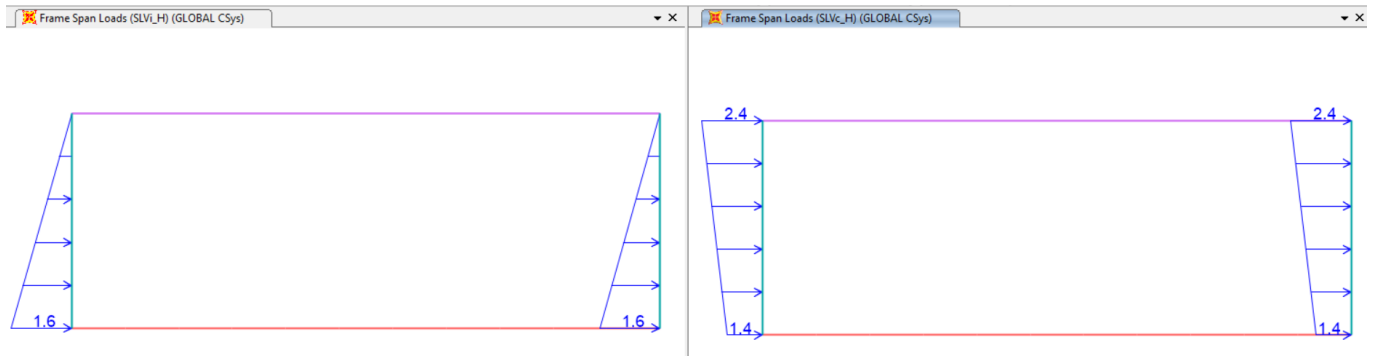 Frame Span Loads (SLVi_H) (GLOBAL CSys)
Frame Span Loads (SLVc_H) (GLOBAL CSys)
2.4 2.4
1.6 1.6
1.4 1.4